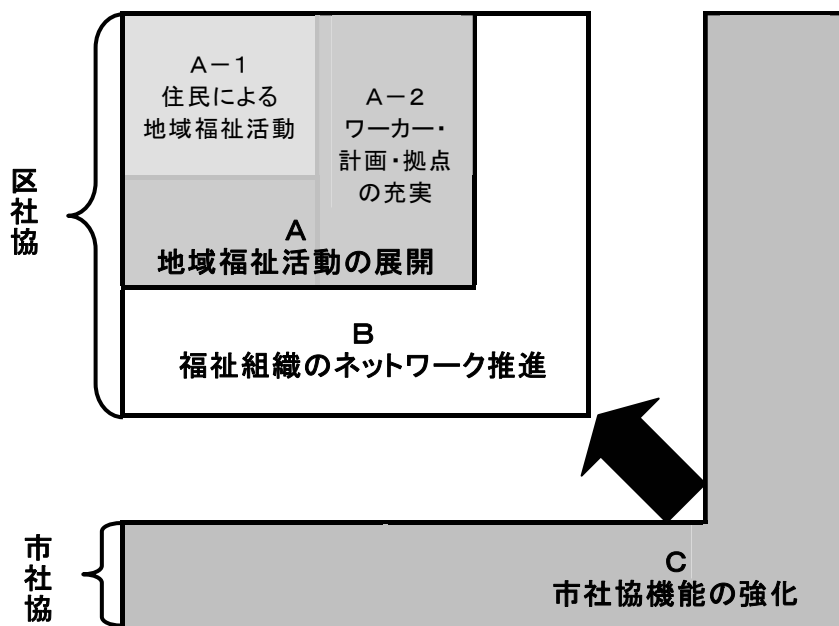 区社協
A－1
住民による
地域福祉活動
A－2
ワーカー・
計画・拠点
の充実
A
地域福祉活動の展開
B
福祉組織のネットワーク推進
市社協
C
市社協機能の強化